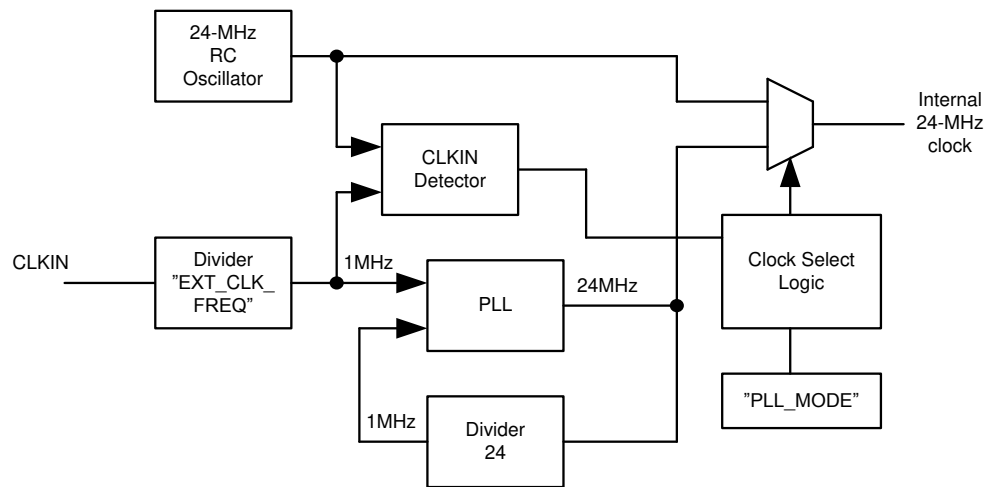 24-MHz
RC
Oscillator
Internal
24-MHz
clock
CLKIN
Detector
CLKIN
Divider
”EXT_CLK_
FREQ”
1MHz
PLL
24MHz
Clock Select
Logic
1MHz
Divider
24
”PLL_MODE”